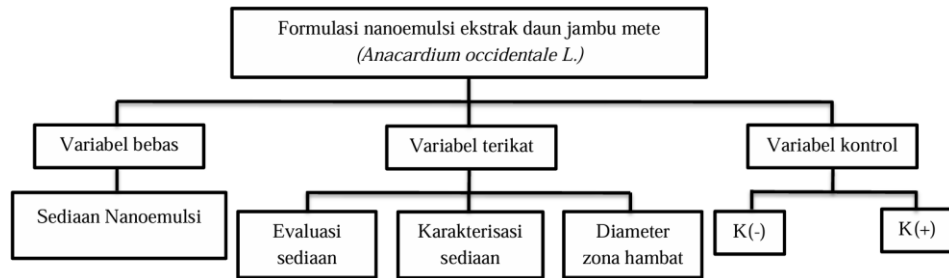 Formulasi nanoemulsi ekstrak daun jambu mete
(Anacardium occidentale L.)
Variabel bebas
Variabel terikat
Variabel kontrol
Sediaan Nanoemulsi
Evaluasi
sediaan
Karakterisasi
sediaan
Diameter
zona hambat
K(-)
K(+)